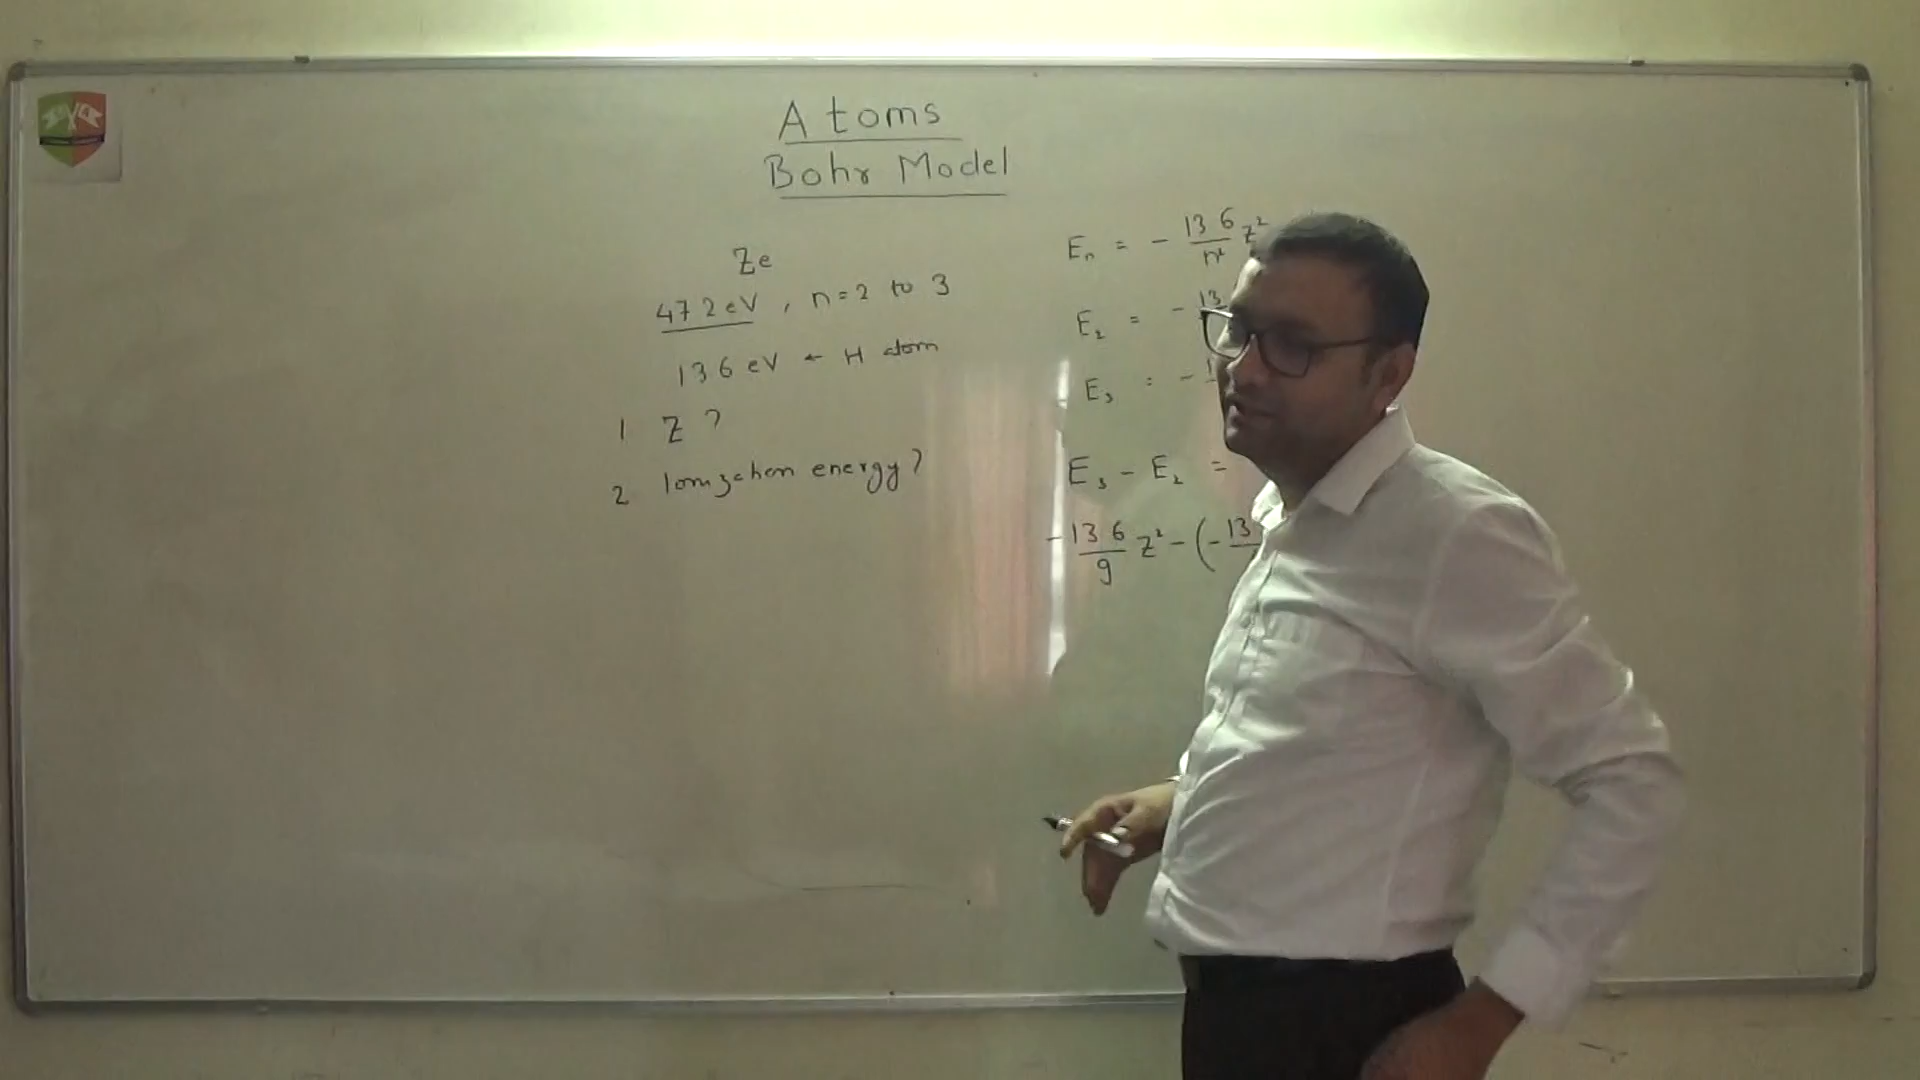 Atoms
Bohr Model
Ze
47 2 eV , n = 2 to 3
13 6 eV ← H atom
1 Z ?
2 Ionization energy?
En = - 13 6 / n² Z²
E2 = - 13
E3 = - 1
E3 - E2 =
- 13 6 / 9 Z² - ( - 13